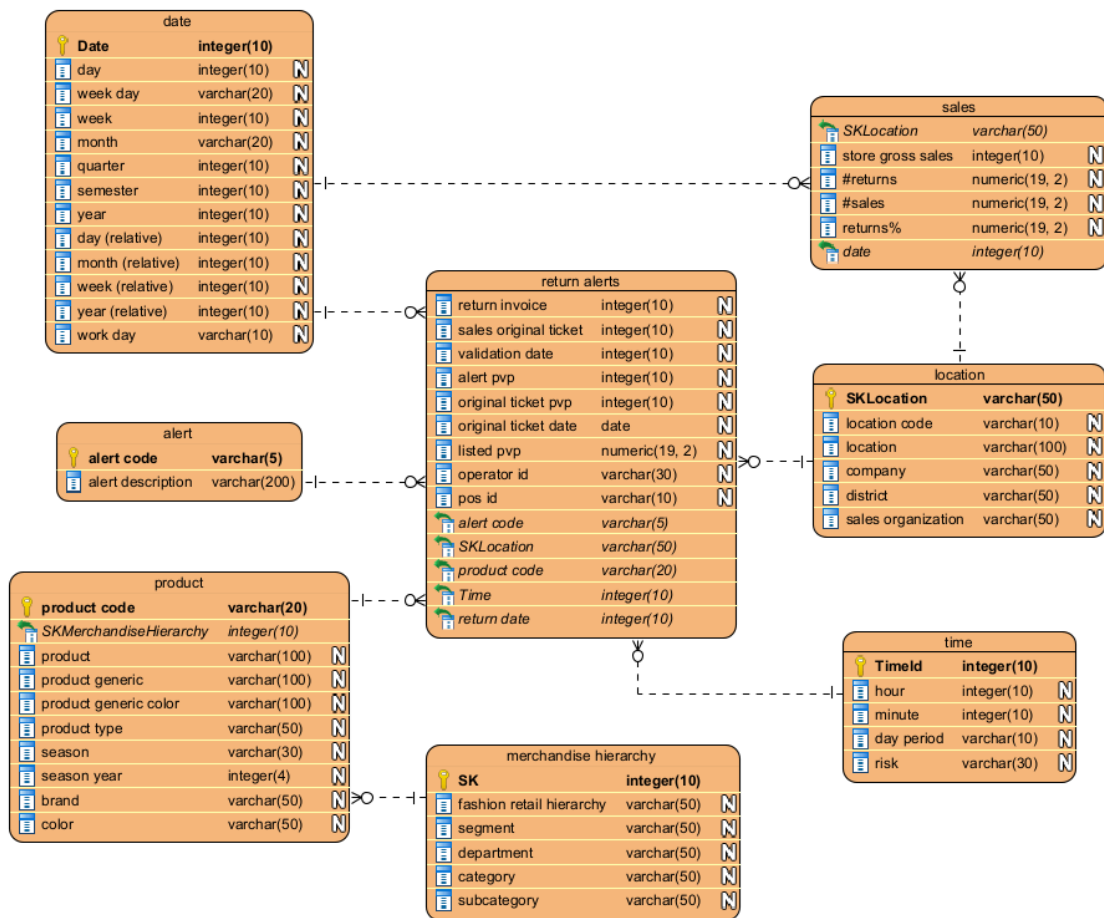 date
Date integer(10)
day integer(10) N
week day varchar(20) N
week integer(10) N
month varchar(20) N
quarter integer(10) N
semester integer(10) N
year integer(10) N
day (relative) integer(10) N
month (relative) integer(10) N
week (relative) integer(10) N
year (relative) integer(10) N
work day varchar(10) N
sales
SKLocation varchar(50)
store gross sales integer(10) N
#returns numeric(19, 2) N
#sales numeric(19, 2) N
returns% numeric(19, 2) N
date integer(10)
return alerts
return invoice integer(10) N
sales original ticket integer(10) N
validation date integer(10) N
alert pvp integer(10) N
original ticket pvp integer(10) N
original ticket date date N
listed pvp numeric(19, 2) N
operator id varchar(30) N
pos id varchar(10) N
alert code varchar(5)
SKLocation varchar(50)
product code varchar(20)
Time integer(10)
return date integer(10)
location
SKLocation varchar(50)
location code varchar(10) N
location varchar(100) N
company varchar(50) N
district varchar(50) N
sales organization varchar(50) N
alert
alert code varchar(5)
alert description varchar(200)
product
product code varchar(20)
SKMerchandiseHierarchy integer(10)
product varchar(100) N
product generic varchar(100) N
product generic color varchar(100) N
product type varchar(50) N
season varchar(30) N
season year integer(4) N
brand varchar(50) N
color varchar(50) N
time
TimeId integer(10)
hour integer(10) N
minute integer(10) N
day period varchar(10) N
risk varchar(30) N
merchandise hierarchy
SK integer(10)
fashion retail hierarchy varchar(50) N
segment varchar(50) N
department varchar(50) N
category varchar(50) N
subcategory varchar(50) N